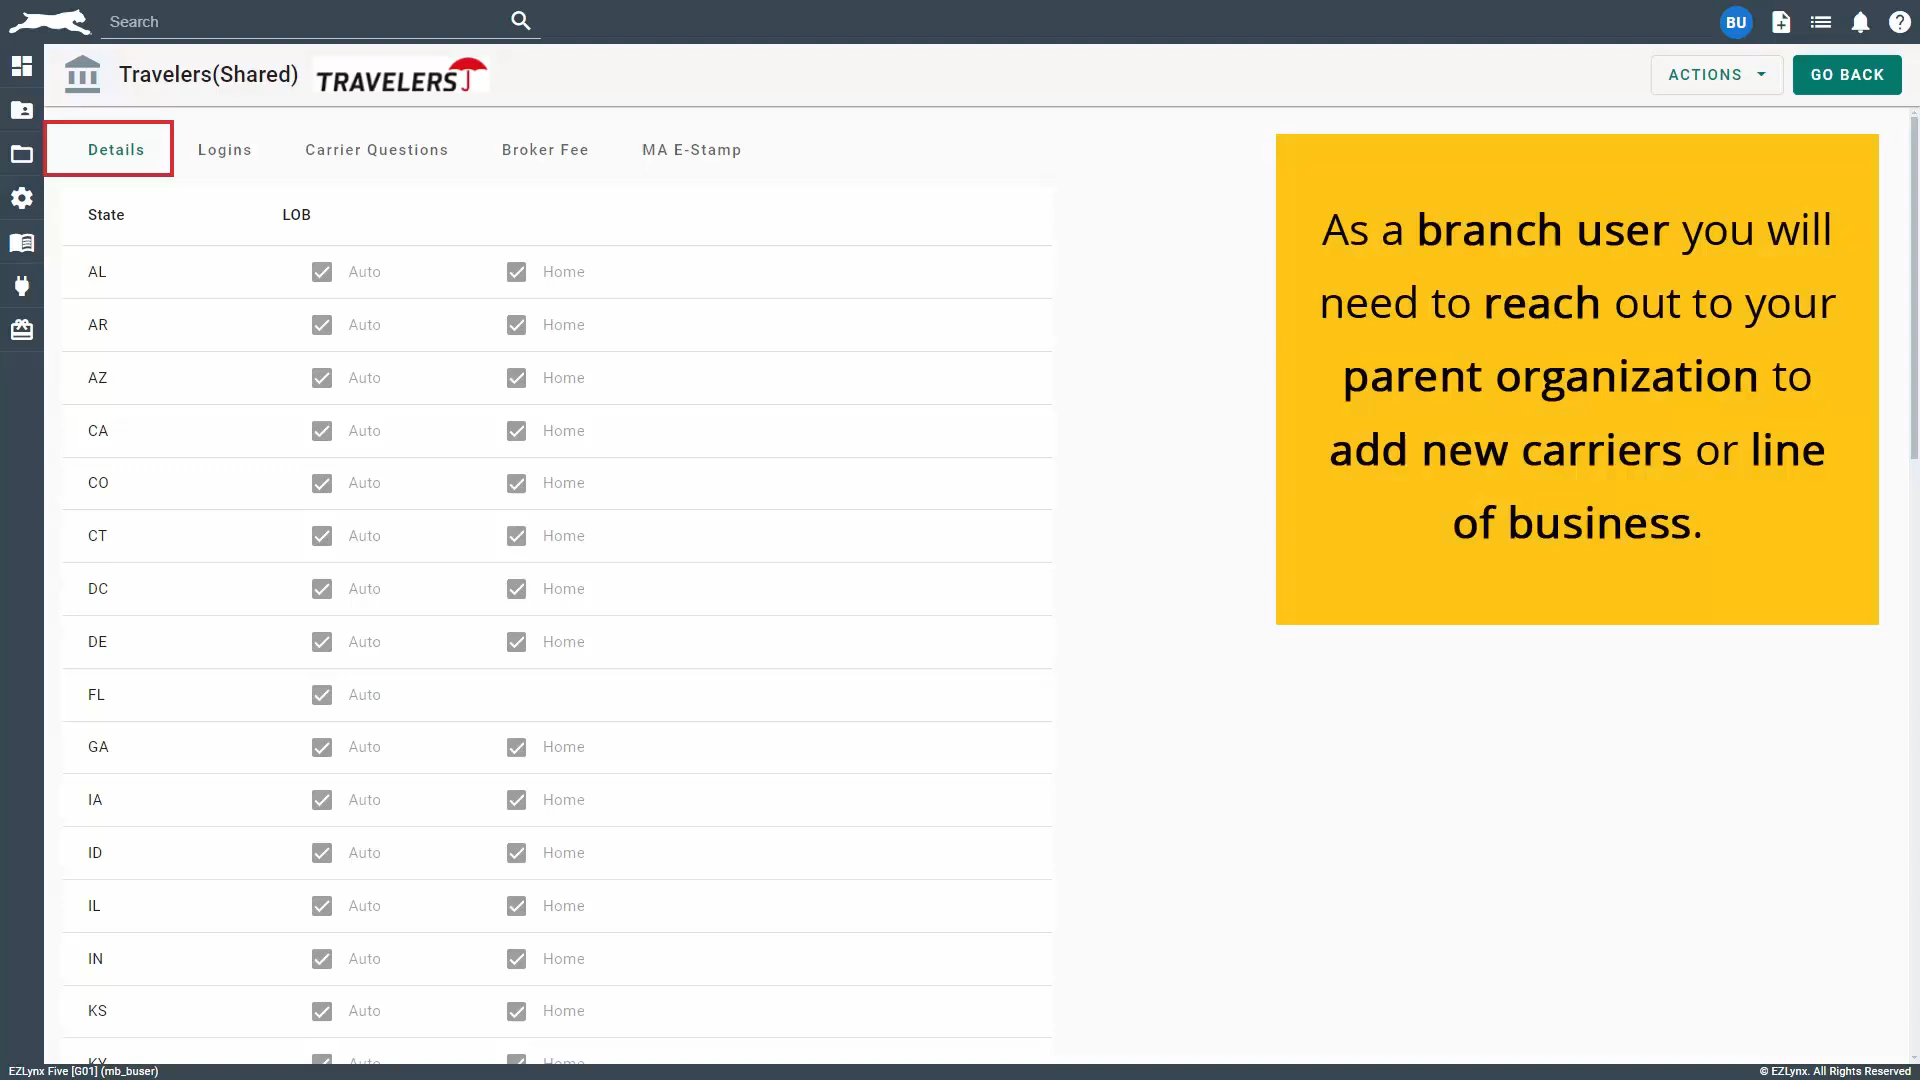 Search
BU
Travelers(Shared)
TRAVELERS
ACTIONS
GO BACK
Details
Logins
Carrier Questions
Broker Fee
MA E-Stamp
State LOB
AL Auto Home
AR Auto Home
AZ Auto Home
CA Auto Home
CO Auto Home
CT Auto Home
DC Auto Home
DE Auto Home
FL Auto
GA Auto Home
IA Auto Home
ID Auto Home
IL Auto Home
IN Auto Home
KS Auto Home
KY Auto Home
As a branch user you will
need to reach out to your
parent organization to
add new carriers or line
of business.
EZLynx Five [G01] (mb_buser)
© EZLynx. All Rights Reserved